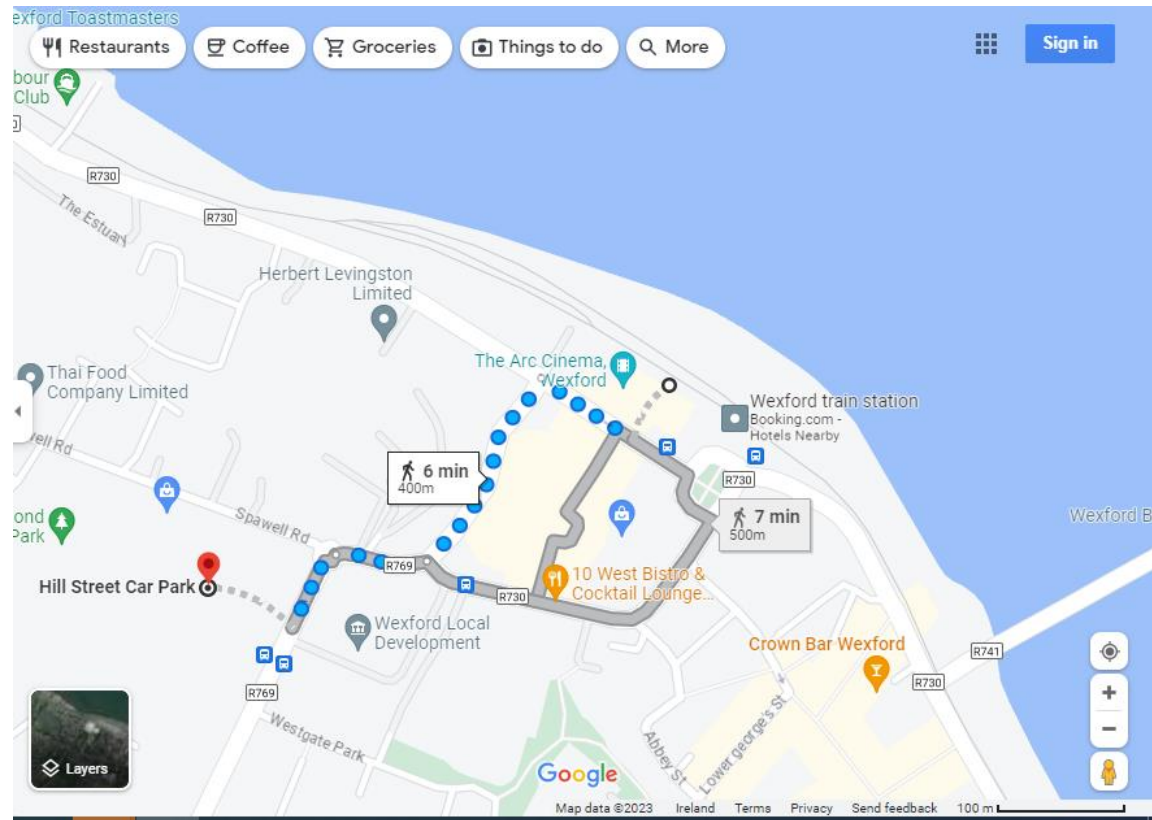 exford Toastmasters
Restaurants
Coffee
Groceries
Things to do
More
Sign in
bour
Club
R730
The Estuary
R730
Herbert Levingston
Limited
Thai Food
Company Limited
The Arc Cinema,
Wexford
Wexford train station
Booking.com -
Hotels Nearby
well Rd
6 min
400m
R730
7 min
500m
Wexford B
ond
Park
Spawell Rd
R769
Hill Street Car Park
R730
10 West Bistro &
Cocktail Lounge...
Wexford Local
Development
Crown Bar Wexford
R741
R730
R769
Westgate Park
Abbey St
Lower george's St
Layers
Google
Map data ©2023
Ireland
Terms
Privacy
Send feedback
100 m